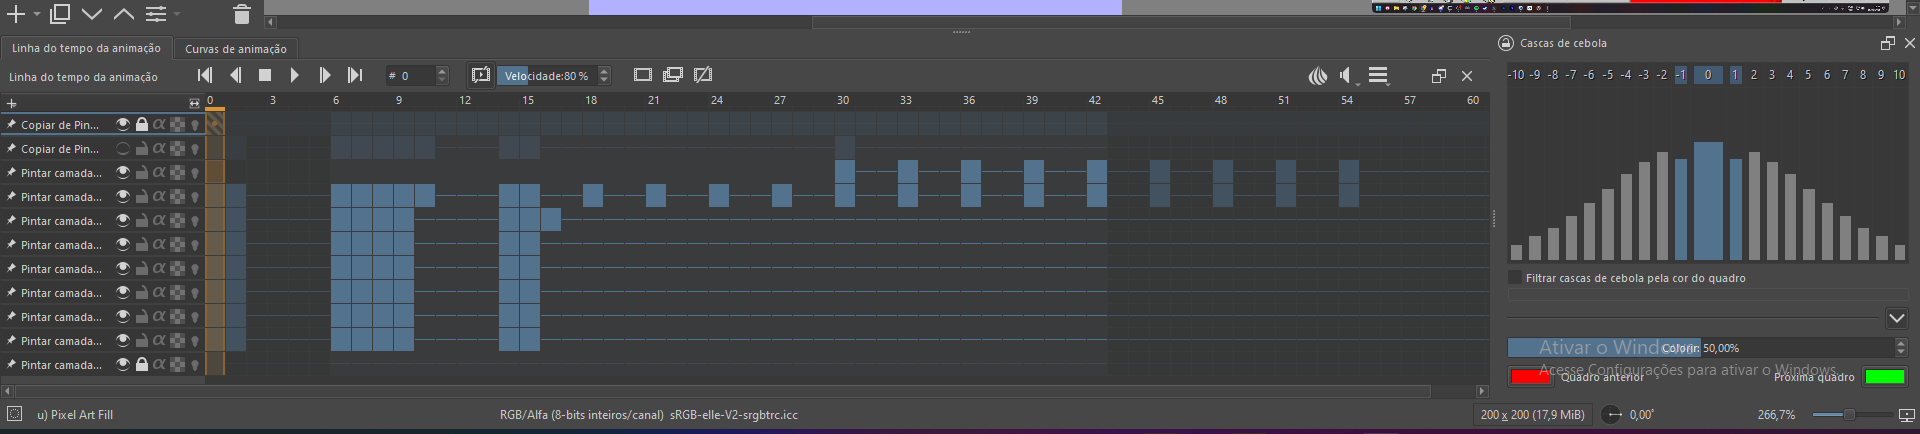 Linha do tempo da animação
Curvas de animação
Cascas de cebola
Linha do tempo da animação
# 0
Velocidade:80 %
-10 -9 -8 -7 -6 -5 -4 -3 -2 -1 0 1 2 3 4 5 6 7 8 9 10
0 3 6 9 12 15 18 21 24 27 30 33 36 39 42 45 48 51 54 57 60
Copiar de Pin...
Copiar de Pin...
Pintar camada...
Pintar camada...
Pintar camada...
Pintar camada...
Pintar camada...
Pintar camada...
Pintar camada...
Pintar camada...
Pintar camada...
Filtrar cascas de cebola pela cor do quadro
Colorir: 50,00%
Ativar o Windows
Acesse Configurações para ativar o Windows.
Quadro anterior
Próxima quadro
u) Pixel Art Fill
RGB/Alfa (8-bits inteiros/canal) sRGB-elle-V2-srgbtrc.icc
200 x 200 (17,9 MiB)
0,00°
266,7%